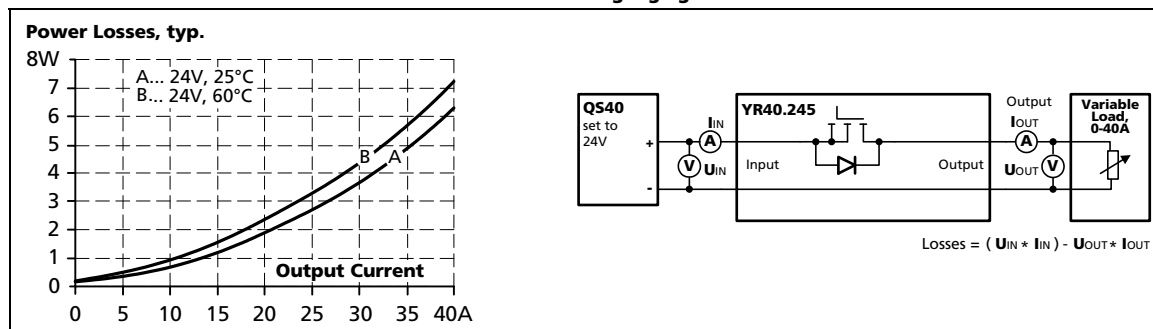 Power Losses, typ.
8W
7
6
5
4
3
2
1
0
A... 24V, 25°C
B... 24V, 60°C
B
A
Output Current
0 5 10 15 20 25 30 35 40A
QS40
set to
24V
+
-
IIN
A
V
UIN
YR40.245
Input
Output
Output
IOUT
A
UOUT
V
Variable
Load,
0-40A
Losses = ( UIN * IIN ) - UOUT * IOUT